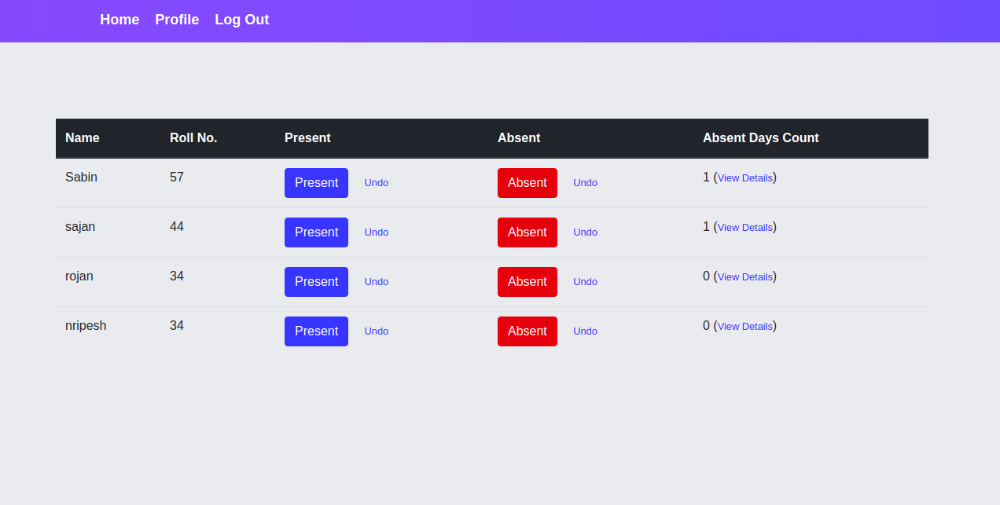 Home Profile Log Out
Name Roll No. Present Absent Absent Days Count
Sabin 57 Present Undo Absent Undo 1 (View Details)
sajan 44 Present Undo Absent Undo 1 (View Details)
rojan 34 Present Undo Absent Undo 0 (View Details)
nripesh 34 Present Undo Absent Undo 0 (View Details)